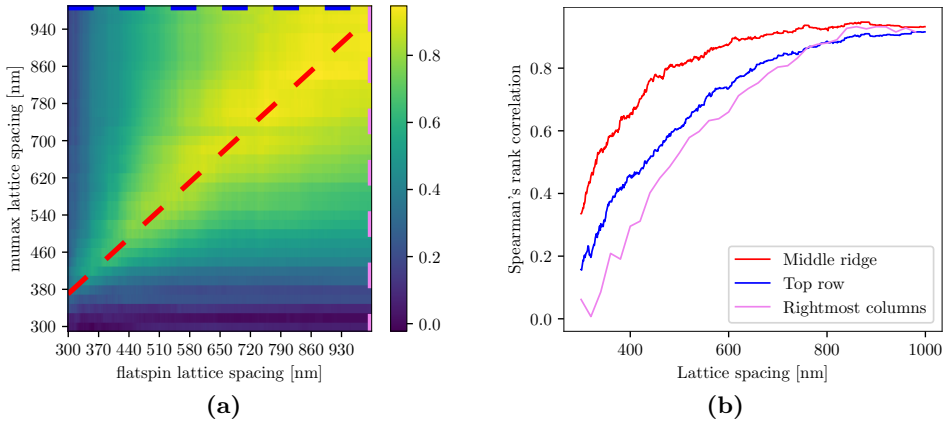 mumax lattice spacing [nm]
940
860
780
700
620
540
460
380
300
300 370 440 510 580 650 720 790 860 930
flatspin lattice spacing [nm]
0.8
0.6
0.4
0.2
0.0
(a)
Spearman's rank correlation
0.8
0.6
0.4
0.2
0.0
Middle ridge
Top row
Rightmost columns
400 600 800 1000
Lattice spacing [nm]
(b)